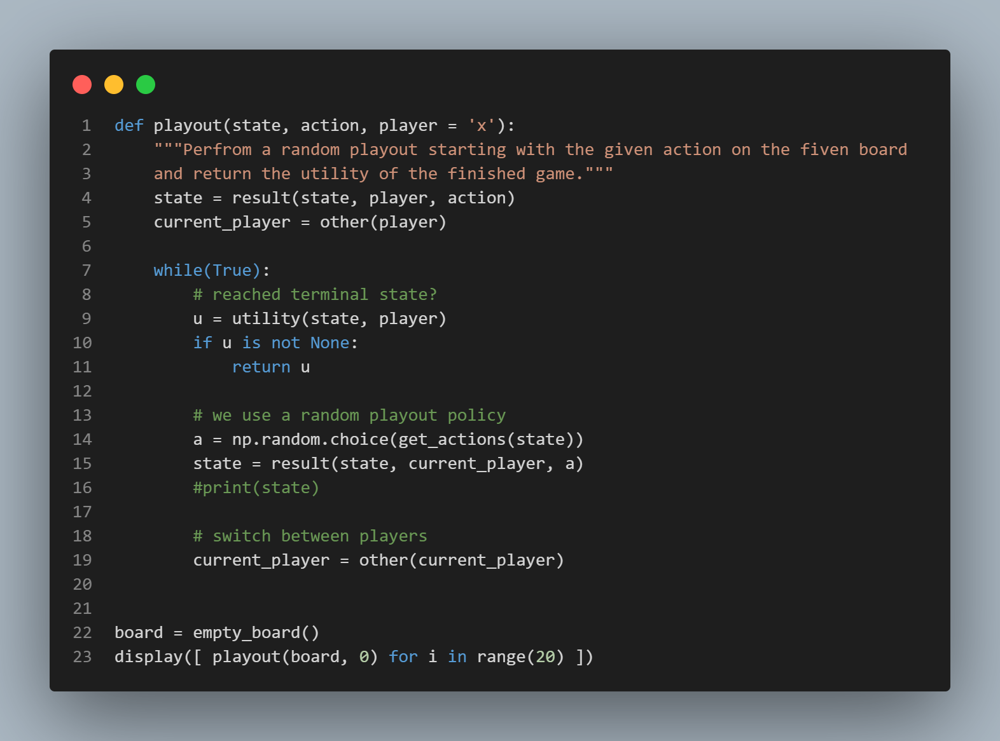 1 def playout(state, action, player = 'x'):
2     """Perfrom a random playout starting with the given action on the fiven board
3     and return the utility of the finished game."""
4     state = result(state, player, action)
5     current_player = other(player)
6
7     while(True):
8         # reached terminal state?
9         u = utility(state, player)
10         if u is not None:
11             return u
12
13         # we use a random playout policy
14         a = np.random.choice(get_actions(state))
15         state = result(state, current_player, a)
16         #print(state)
17
18         # switch between players
19         current_player = other(current_player)
20
21
22 board = empty_board()
23 display([ playout(board, 0) for i in range(20) ])